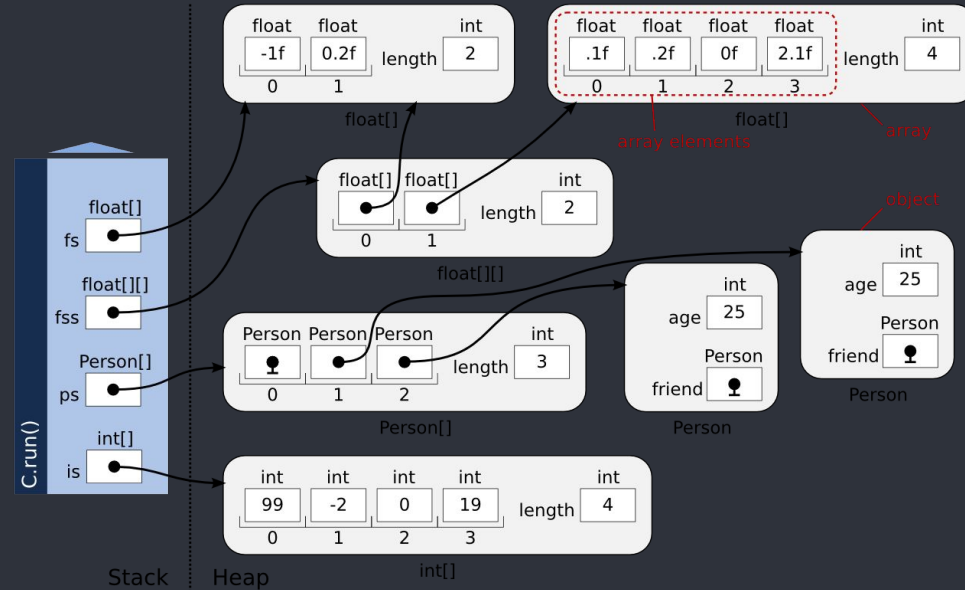 float float int
-1f 0.2f length 2
0 1
float[]
float float float float int
.1f .2f 0f 2.1f length 4
0 1 2 3
float[]
array elements
array
float[] float[] int
length 2
0 1
float[][]
object
float[]
fs
float[][]
fss
Person[]
ps
int[]
is
C.run()
Person Person Person int
length 3
0 1 2
Person[]
int
age 25
Person
friend
Person
int
age 25
Person
friend
Person
int int int int int
99 -2 0 19 length 4
0 1 2 3
int[]
Stack Heap